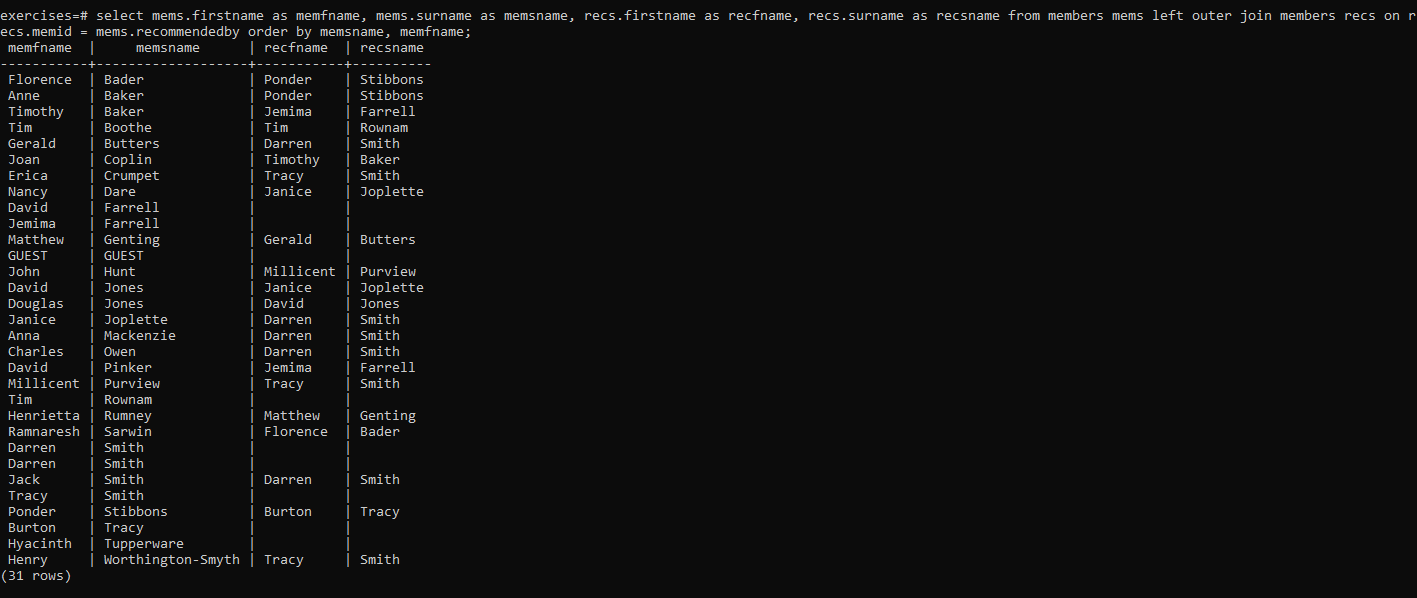 exercises=# select mems.firstname as memfname, mems.surname as memsname, recs.firstname as recfname, recs.surname as recsname from members mems left outer join members recs on r
ecs.memid = mems.recommendedby order by memsname, memfname;
 memfname  |     memsname      | recfname  | recsname
-----------+-------------------+-----------+----------
 Florence  | Bader             | Ponder    | Stibbons
 Anne      | Baker             | Ponder    | Stibbons
 Timothy   | Baker             | Jemima    | Farrell
 Tim       | Boothe            | Tim       | Rownam
 Gerald    | Butters           | Darren    | Smith
 Joan      | Coplin            | Timothy   | Baker
 Erica     | Crumpet           | Tracy     | Smith
 Nancy     | Dare              | Janice    | Joplette
 David     | Farrell           |           |
 Jemima    | Farrell           |           |
 Matthew   | Genting           | Gerald    | Butters
 GUEST     | GUEST             |           |
 John      | Hunt              | Millicent | Purview
 David     | Jones             | Janice    | Joplette
 Douglas   | Jones             | David     | Jones
 Janice    | Joplette          | Darren    | Smith
 Anna      | Mackenzie         | Darren    | Smith
 Charles   | Owen              | Darren    | Smith
 David     | Pinker            | Jemima    | Farrell
 Millicent | Purview           | Tracy     | Smith
 Tim       | Rownam            |           |
 Henrietta | Rumney            | Matthew   | Genting
 Ramnaresh | Sarwin            | Florence  | Bader
 Darren    | Smith             |           |
 Darren    | Smith             |           |
 Jack      | Smith             | Darren    | Smith
 Tracy     | Smith             |           |
 Ponder    | Stibbons          | Burton    | Tracy
 Burton    | Tracy             |           |
 Hyacinth  | Tupperware        |           |
 Henry     | Worthington-Smyth | Tracy     | Smith
(31 rows)